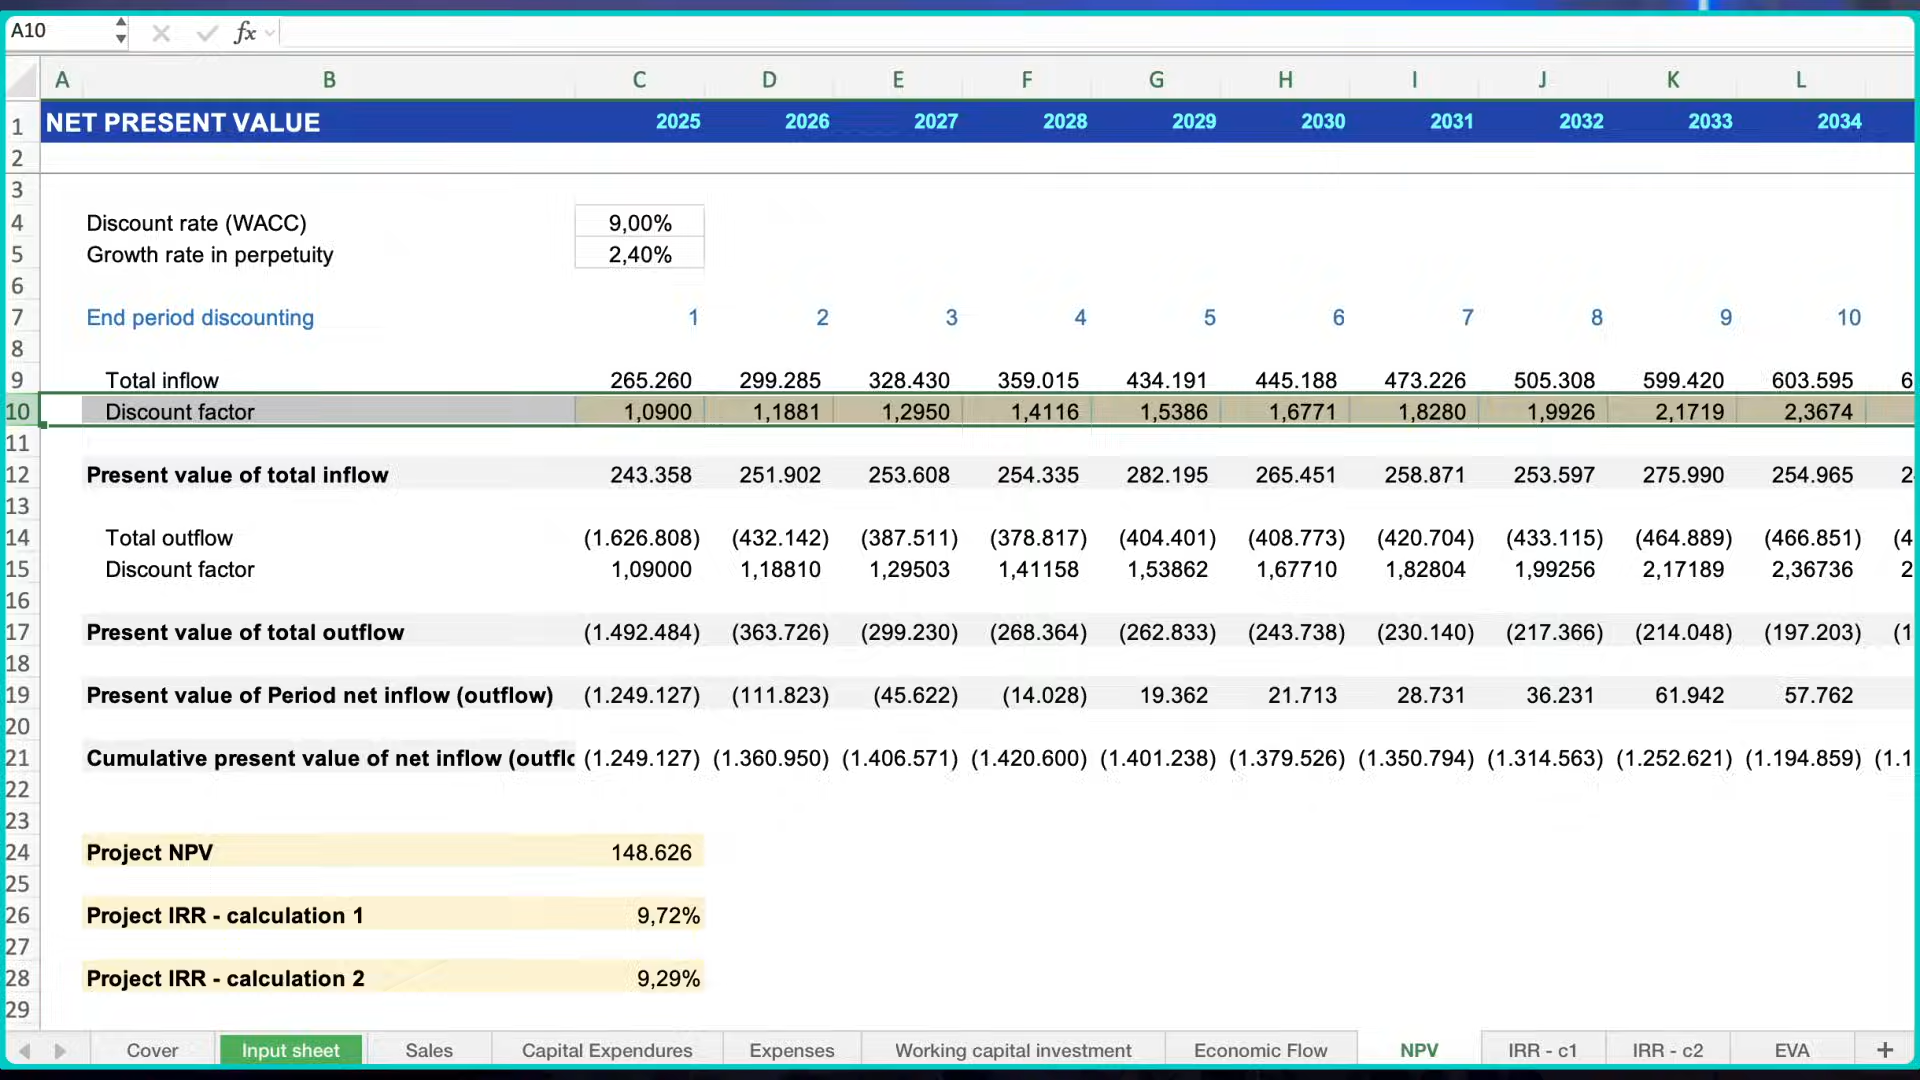 A10 fx
A B C D E F G H I J K L
1 NET PRESENT VALUE 2025 2026 2027 2028 2029 2030 2031 2032 2033 2034
2
3
4 Discount rate (WACC) 9,00%
5 Growth rate in perpetuity 2,40%
6
7 End period discounting 1 2 3 4 5 6 7 8 9 10
8
9 Total inflow 265.260 299.285 328.430 359.015 434.191 445.188 473.226 505.308 599.420 603.595 6
10 Discount factor 1,0900 1,1881 1,2950 1,4116 1,5386 1,6771 1,8280 1,9926 2,1719 2,3674
11
12 Present value of total inflow 243.358 251.902 253.608 254.335 282.195 265.451 258.871 253.597 275.990 254.965 2
13
14 Total outflow (1.626.808) (432.142) (387.511) (378.817) (404.401) (408.773) (420.704) (433.115) (464.889) (466.851) (4
15 Discount factor 1,09000 1,18810 1,29503 1,41158 1,53862 1,67710 1,82804 1,99256 2,17189 2,36736 2
16
17 Present value of total outflow (1.492.484) (363.726) (299.230) (268.364) (262.833) (243.738) (230.140) (217.366) (214.048) (197.203) (1
18
19 Present value of Period net inflow (outflow) (1.249.127) (111.823) (45.622) (14.028) 19.362 21.713 28.731 36.231 61.942 57.762
20
21 Cumulative present value of net inflow (outflo (1.249.127) (1.360.950) (1.406.571) (1.420.600) (1.401.238) (1.379.526) (1.350.794) (1.314.563) (1.252.621) (1.194.859) (1.1
22
23
24 Project NPV 148.626
25
26 Project IRR - calculation 1 9,72%
27
28 Project IRR - calculation 2 9,29%
29
Cover Input sheet Sales Capital Expendures Expenses Working capital investment Economic Flow NPV IRR - c1 IRR - c2 EVA +